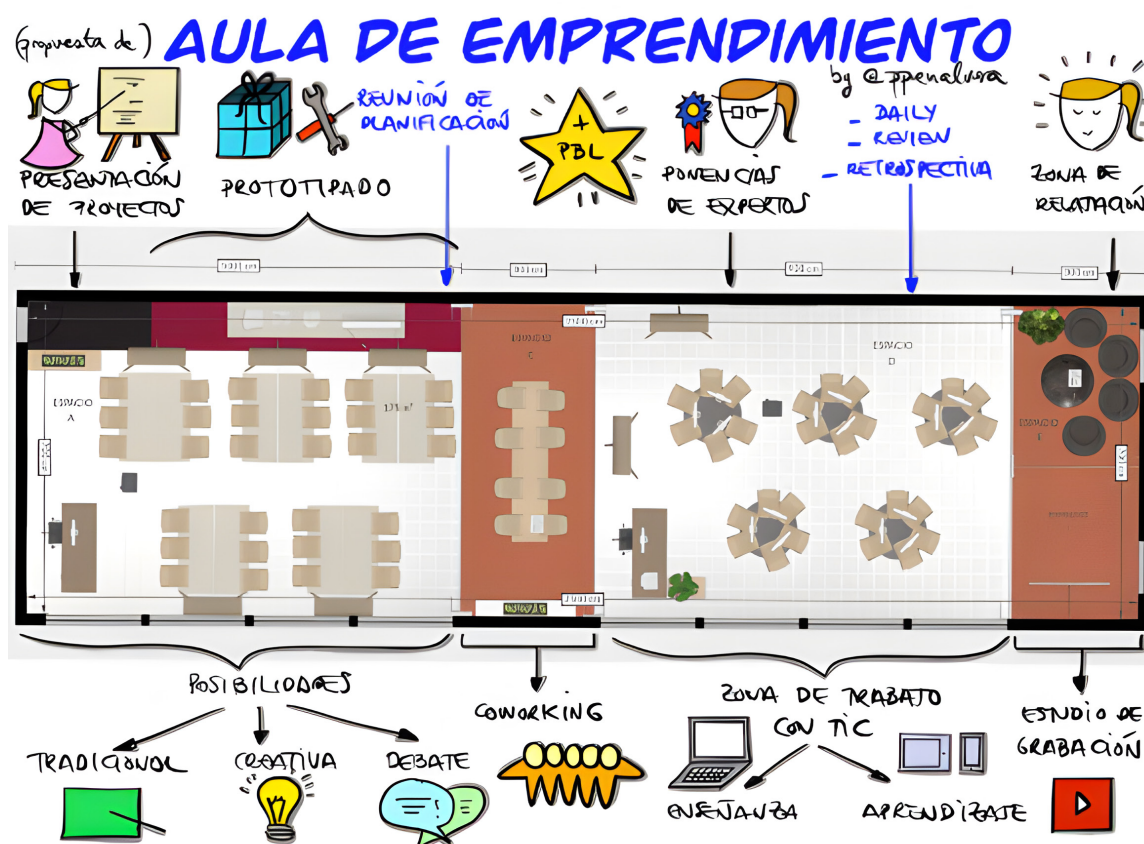 (propuesta de)
AULA DE EMPRENDIMIENTO
by @ppenalvera
REUNIÓN DE
PLANIFICACIÓN
+
PBL
- DAILY
- REVIEW
- RETROSPECTIVA
PRESENTACIÓN
DE PROYECTOS
PROTOTIPADO
PONENCIAS
DE EXPERTOS
ZONA DE
RELAJACIÓN
ESPACIO
A
ESPACIO
D
POSIBILIDADES
TRADICIONAL
CREATIVA
DEBATE
COWORKING
ZONA DE TRABAJO
CON TIC
ENSEÑANZA
APRENDIZAJE
ESTUDIO DE
GRABACIÓN